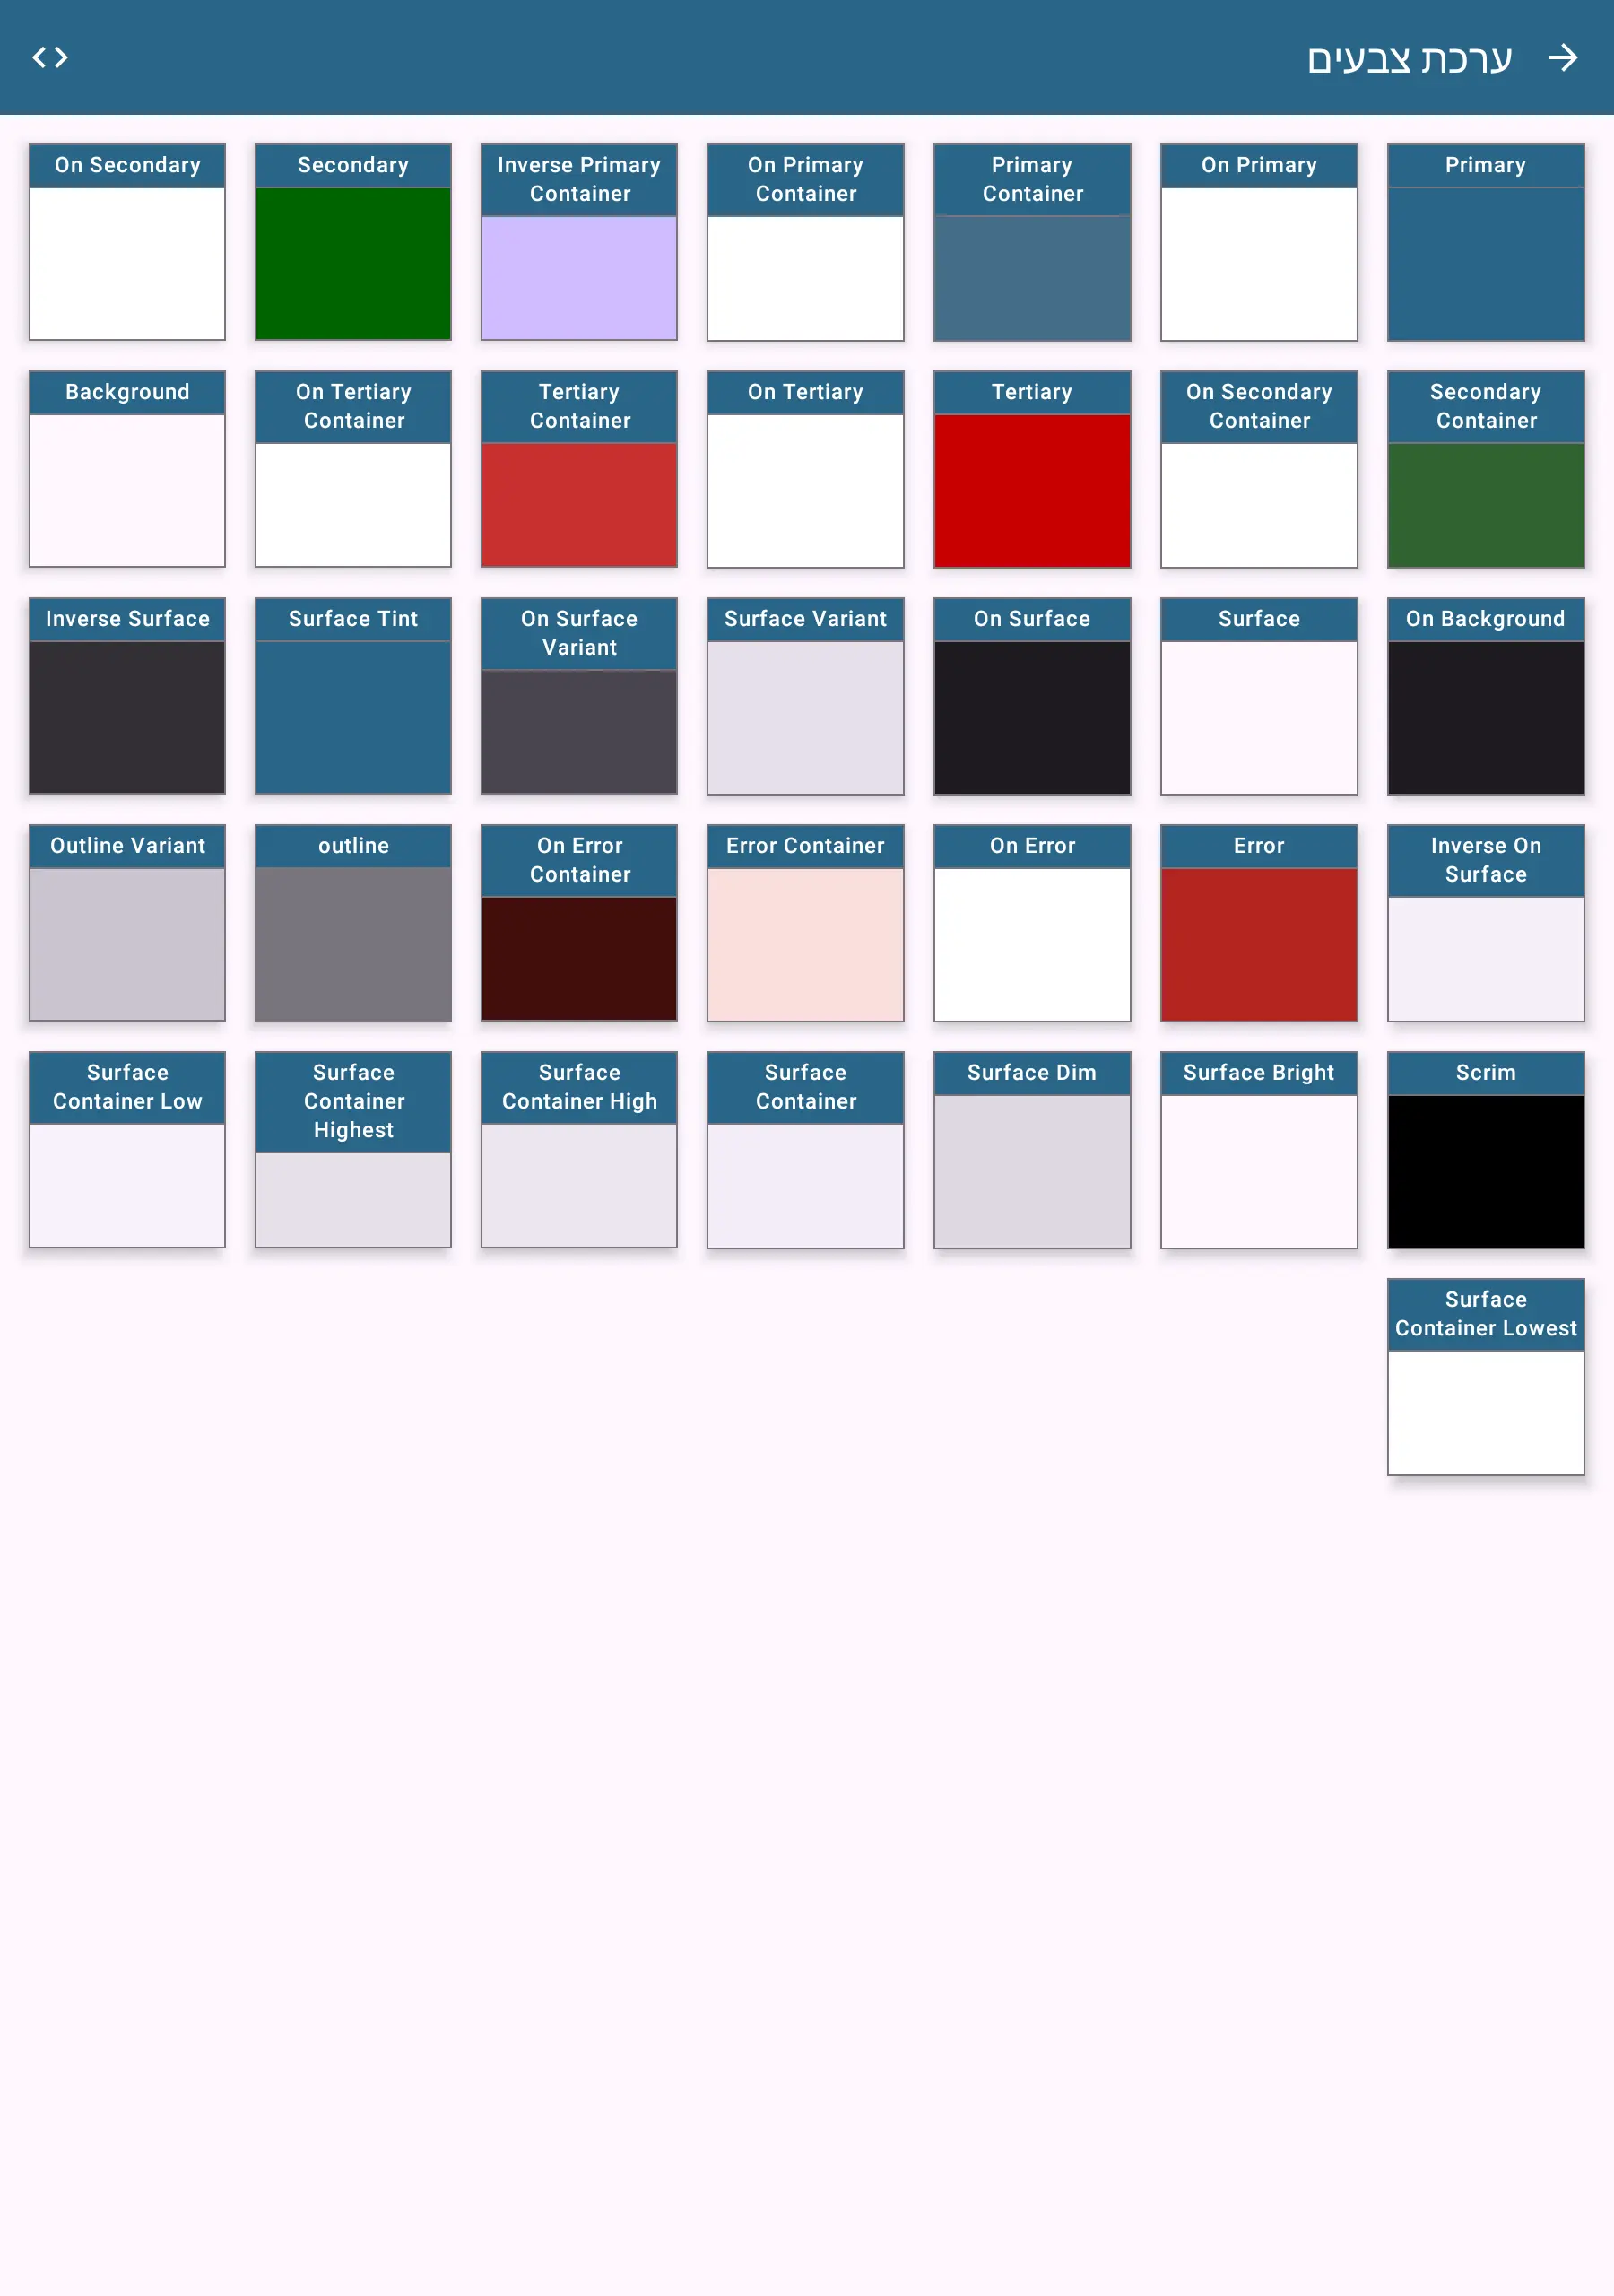 ערכת צבעים
Primary
On Primary
Primary
Container
On Primary
Container
Inverse Primary
Container
Secondary
On Secondary
Secondary
Container
On Secondary
Container
Tertiary
On Tertiary
Tertiary
Container
On Tertiary
Container
Background
On Background
Surface
On Surface
Surface Variant
On Surface
Variant
Surface Tint
Inverse Surface
Inverse On
Surface
Error
On Error
Error Container
On Error
Container
outline
Outline Variant
Scrim
Surface Bright
Surface Dim
Surface
Container
Surface
Container High
Surface
Container
Highest
Surface
Container Low
Surface
Container Lowest